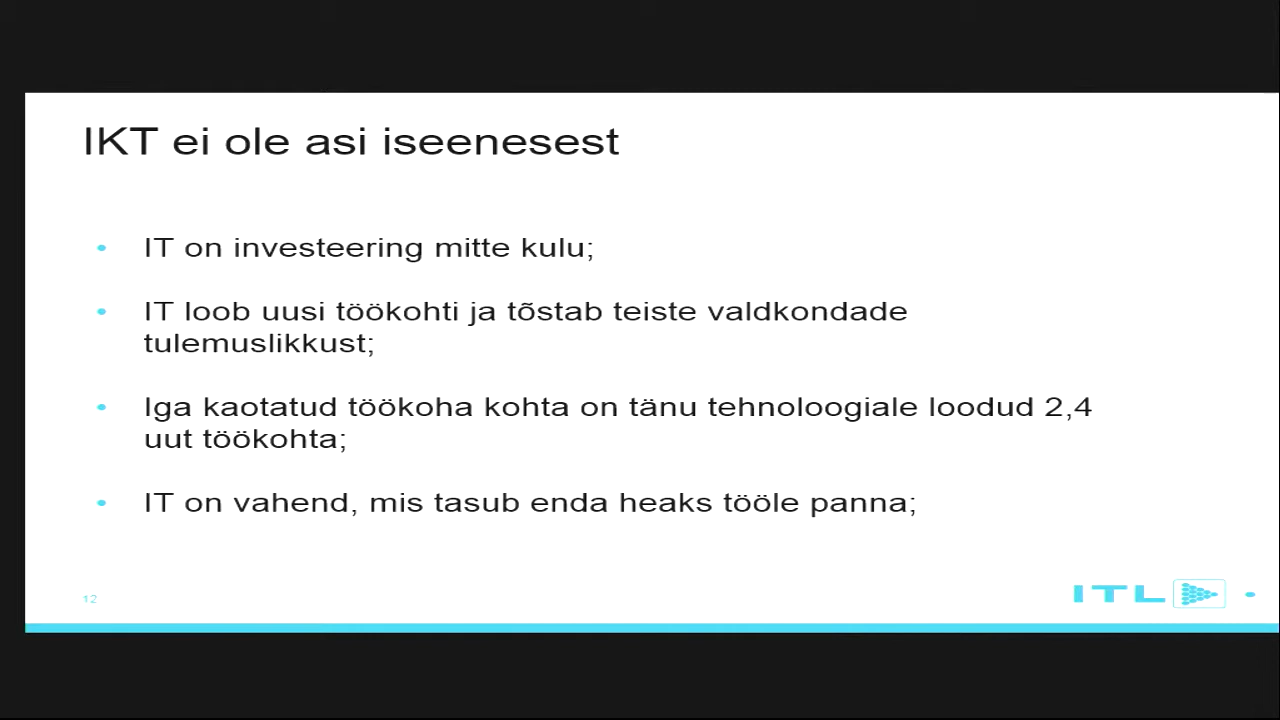 IKT ei ole asi iseenesest
• IT on investeering mitte kulu;
• IT loob uusi töökohti ja tõstab teiste valdkondade
tulemuslikkust;
• Iga kaotatud töökoha kohta on tänu tehnoloogiale loodud 2,4
uut töökohta;
• IT on vahend, mis tasub enda heaks tööle panna;
12
ITL